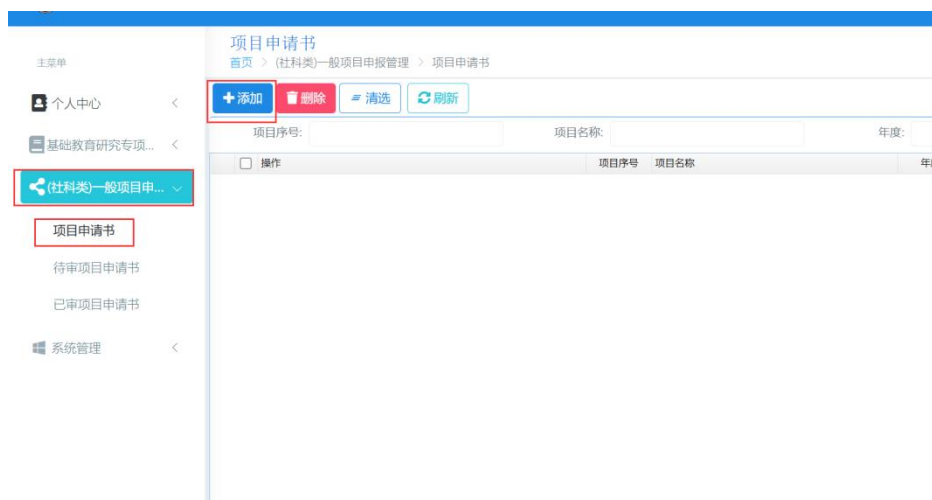 项目申请书
首页 > (社科类)一般项目申报管理 > 项目申请书
主菜单
个人中心
基础教育研究专项...
(社科类)一般项目申...
项目申请书
待审项目申请书
已审项目申请书
系统管理
添加 删除 清选 刷新
项目序号: 项目名称: 年度:
操作 项目序号 项目名称